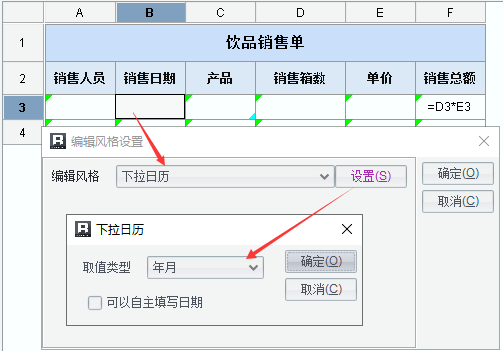 A B C D E F
1 饮品销售单
2 销售人员 销售日期 产品 销售箱数 单价 销售总额
3 =D3*E3
4
R 编辑风格设置
编辑风格 下拉日历 设置(S) 确定(O)
取消(C)
R 下拉日历
取值类型 年月 确定(O)
取消(C)
可以自主填写日期